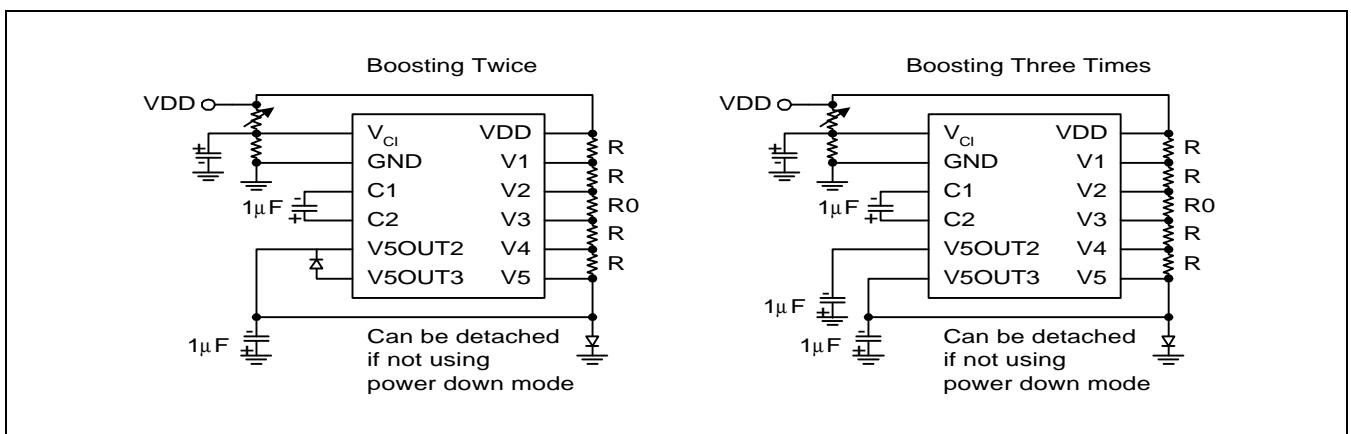 Boosting Twice
VDD
V_CI VDD
GND V1
C1 V2
C2 V3
V5OUT2 V4
V5OUT3 V5
R
R
R0
R
R
+
-
-
1μF
+
-
1μF
+
Can be detached
if not using
power down mode
Boosting Three Times
VDD
V_CI VDD
GND V1
C1 V2
C2 V3
V5OUT2 V4
V5OUT3 V5
R
R
R0
R
R
+
-
-
1μF
+
-
1μF
+
-
1μF
+
Can be detached
if not using
power down mode